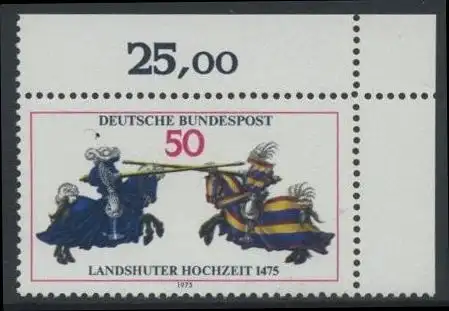 25,00
DEUTSCHE BUNDESPOST
50
LANDSHUTER HOCHZEIT 1475
1975